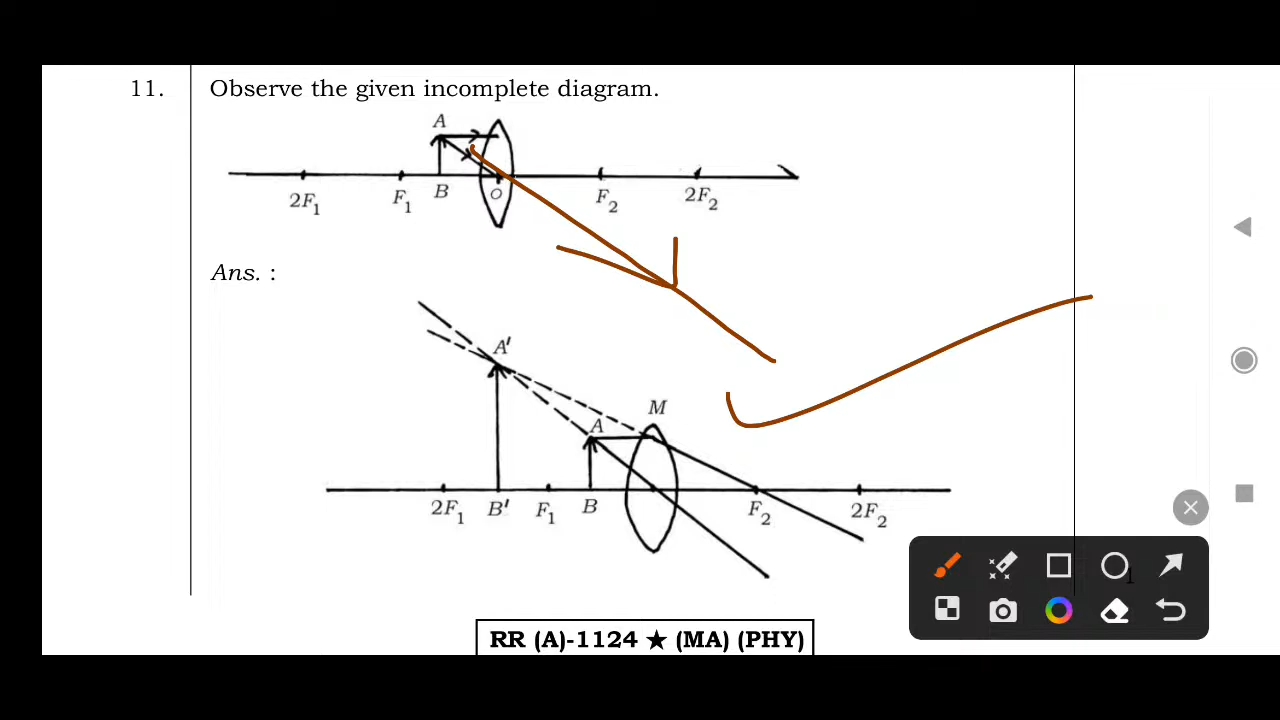 11. Observe the given incomplete diagram.
A
2F₁ F₁ B O F₂ 2F₂
Ans. :
A'
M
A
2F₁ B' F₁ B F₂ 2F₂
1
RR (A)-1124 ★ (MA) (PHY)